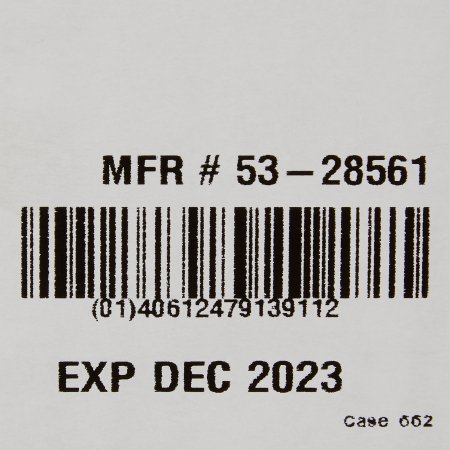 MFR # 53-28561
(01)40612479139112
EXP DEC 2023
Case 662